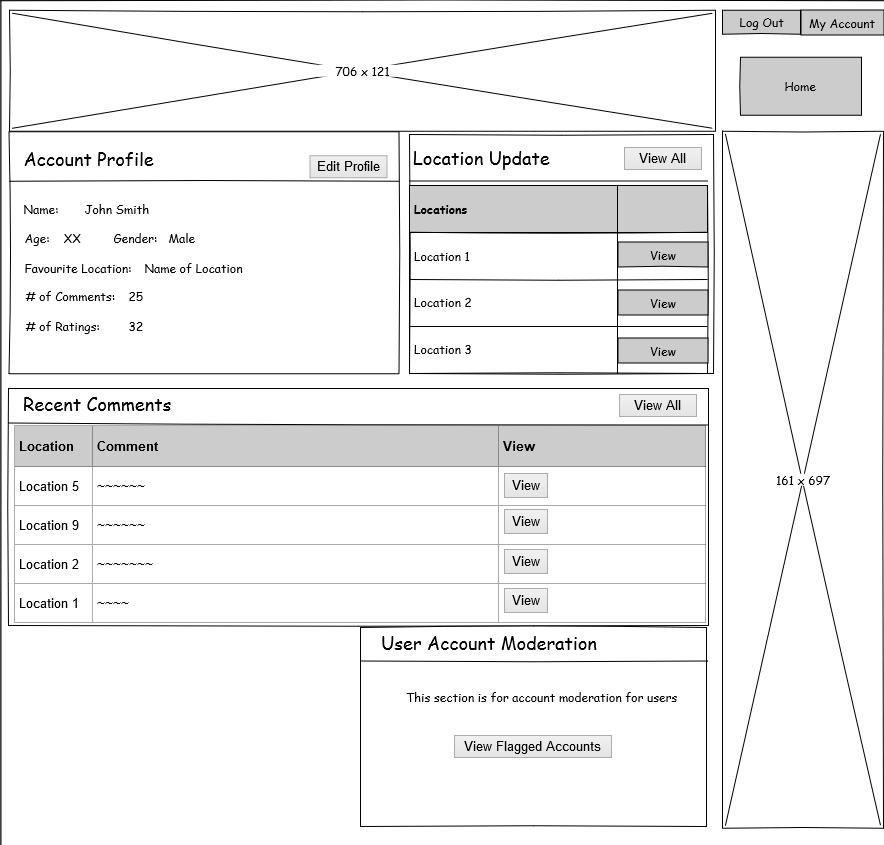 706 x 121
Log Out My Account
Home
Account Profile
Edit Profile
Name: John Smith
Age: XX Gender: Male
Favourite Location: Name of Location
# of Comments: 25
# of Ratings: 32
Location Update
View All
Locations
Location 1 View
Location 2 View
Location 3 View
Recent Comments
View All
Location Comment View
Location 5 ~~~~~~ View
Location 9 ~~~~~~ View
Location 2 ~~~~~~~ View
Location 1 ~~~~ View
161 x 697
User Account Moderation
This section is for account moderation for users
View Flagged Accounts